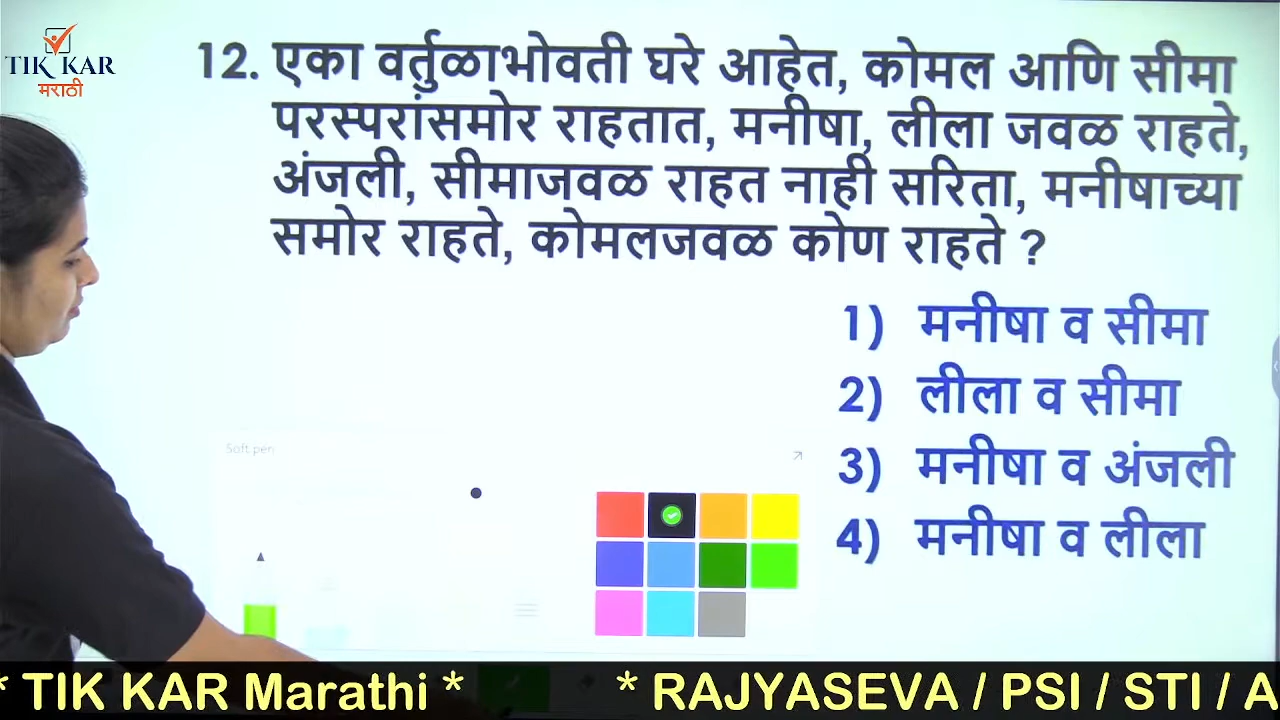 TIK KAR
मराठी
12. एका वर्तुळाभोवती घरे आहेत, कोमल आणि सीमा
परस्परांसमोर राहतात, मनीषा, लीला जवळ राहते,
अंजली, सीमाजवळ राहत नाही सरिता, मनीषाच्या
समोर राहते, कोमलजवळ कोण राहते ?
1) मनीषा व सीमा
2) लीला व सीमा
3) मनीषा व अंजली
4) मनीषा व लीला
Soft pen
* TIK KAR Marathi * * RAJYASEVA / PSI / STI / A